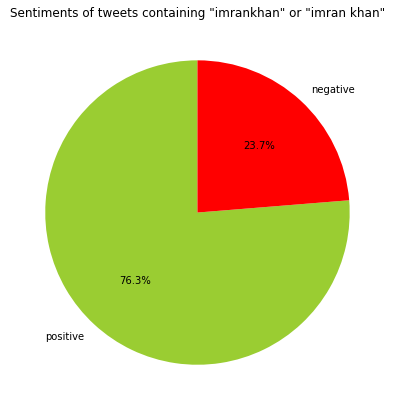 Sentiments of tweets containing "imrankhan" or "imran khan"
negative
23.7%
76.3%
positive